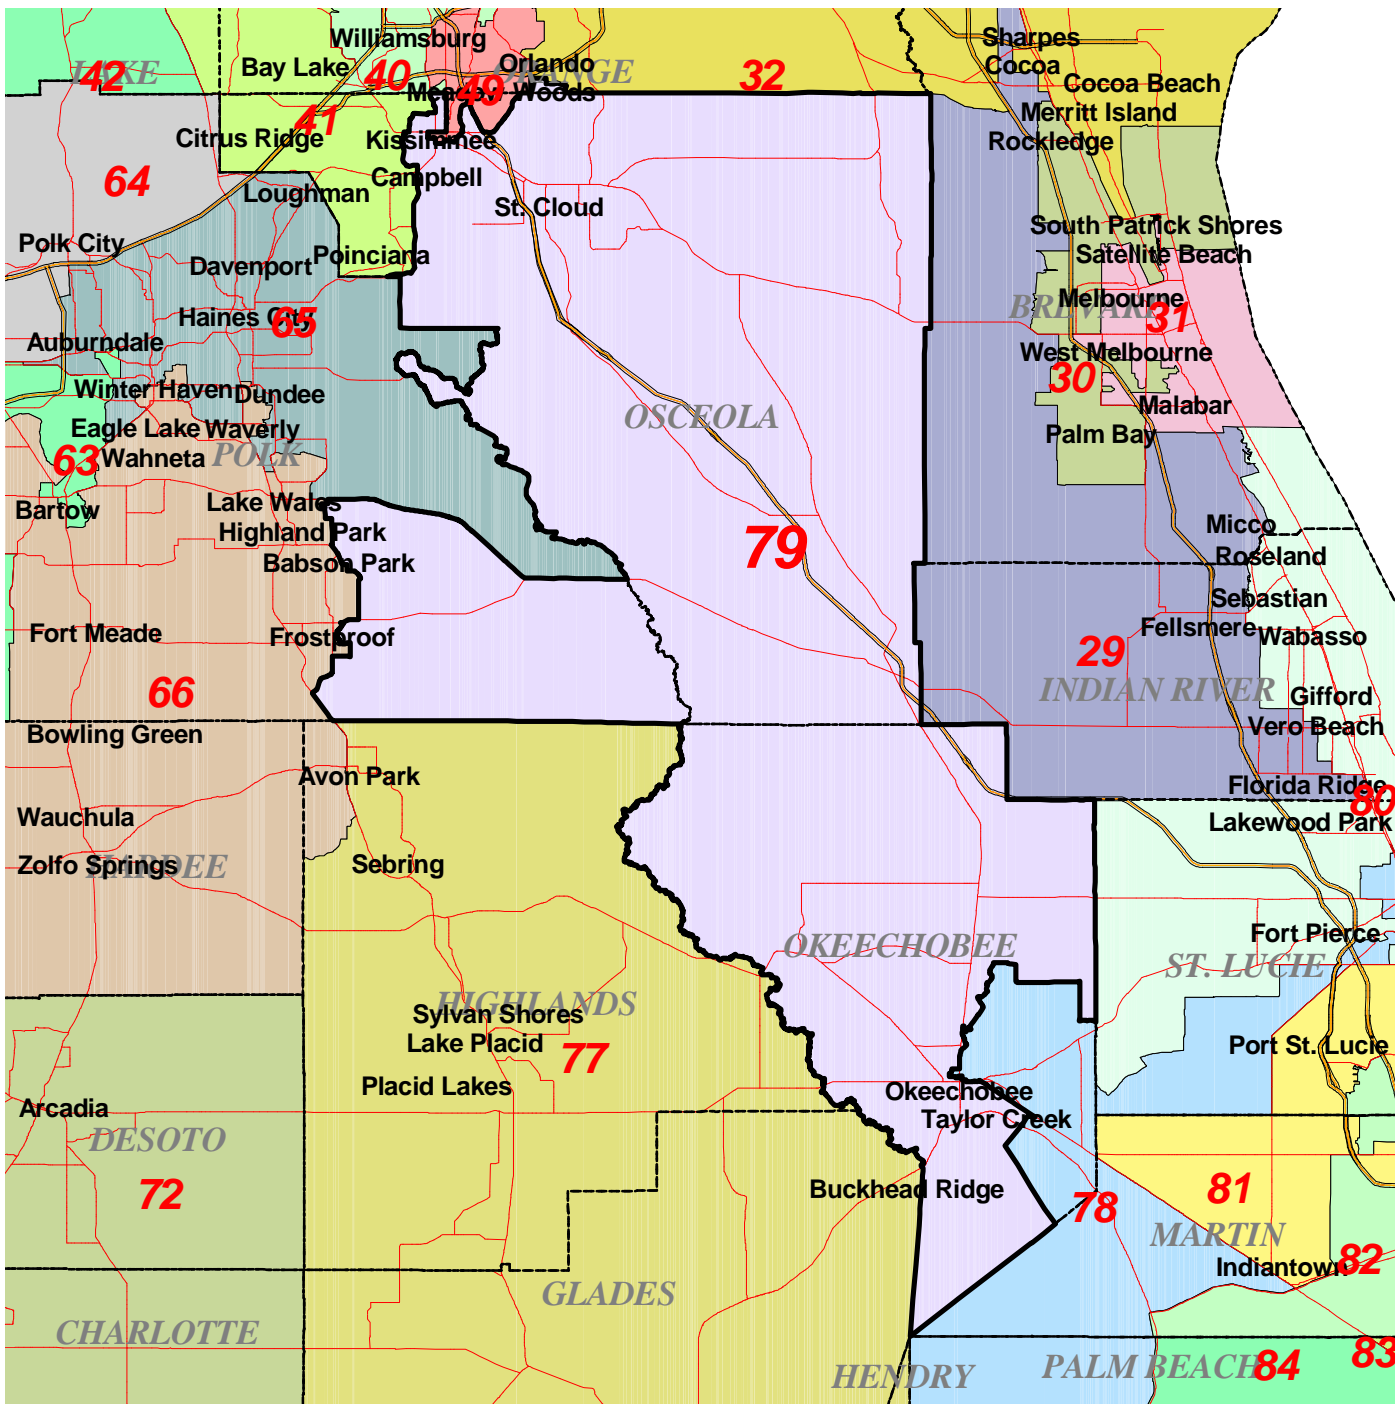 Williamsburg
Sharpes
Orlando
Bay Lake
Cocoa
LAKE
42
40
ORANGE
32
Cocoa Beach
Meadow Woods
49
Merritt Island
41
Citrus Ridge
Kissimmee
Rockledge
64
Campbell
Loughman
St. Cloud
South Patrick Shores
Polk City
Poinciana
Satellite Beach
Davenport
Melbourne
BREVARD
Haines City
65
31
Auburndale
West Melbourne
30
Winter Haven
Dundee
Malabar
OSCEOLA
Eagle Lake
Waverly
Palm Bay
63
Wahneta
POLK
Lake Wales
Bartow
Micco
Highland Park
79
Roseland
Babson Park
Sebastian
Fort Meade
Frostproof
Fellsmere
Wabasso
29
66
INDIAN RIVER
Gifford
Bowling Green
Vero Beach
Avon Park
Florida Ridge
80
Wauchula
Lakewood Park
Zolfo Springs
HARDEE
Sebring
Fort Pierce
OKEECHOBEE
ST. LUCIE
HIGHLANDS
Sylvan Shores
Lake Placid
77
Port St. Lucie
Placid Lakes
Okeechobee
Arcadia
Taylor Creek
DESOTO
72
Buckhead Ridge
81
78
MARTIN
82
Indiantown
GLADES
CHARLOTTE
83
HENDRY
PALM BEACH
84